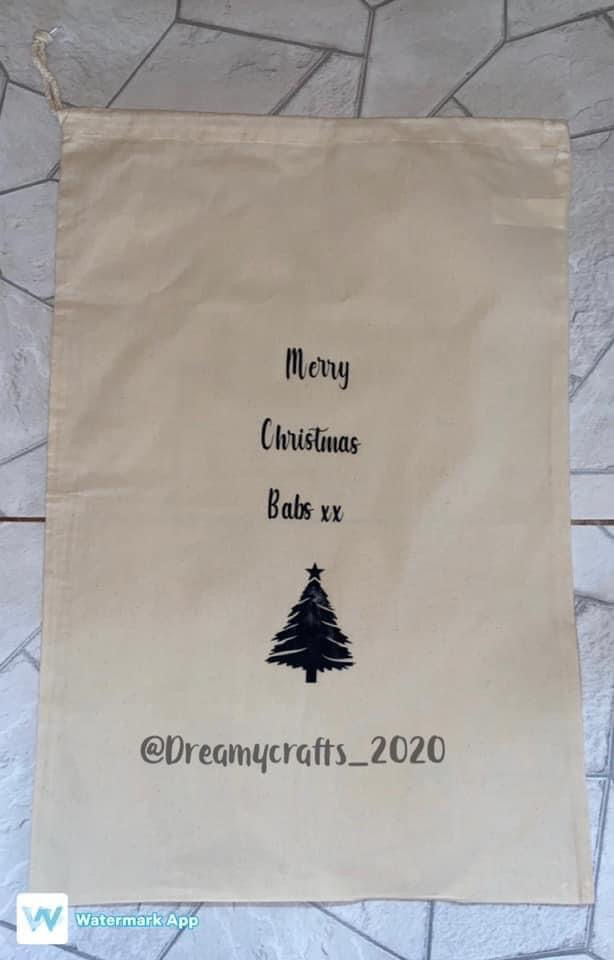 Merry
Christmas
Babs xx
@Dreamycrafts_2020
W Watermark App